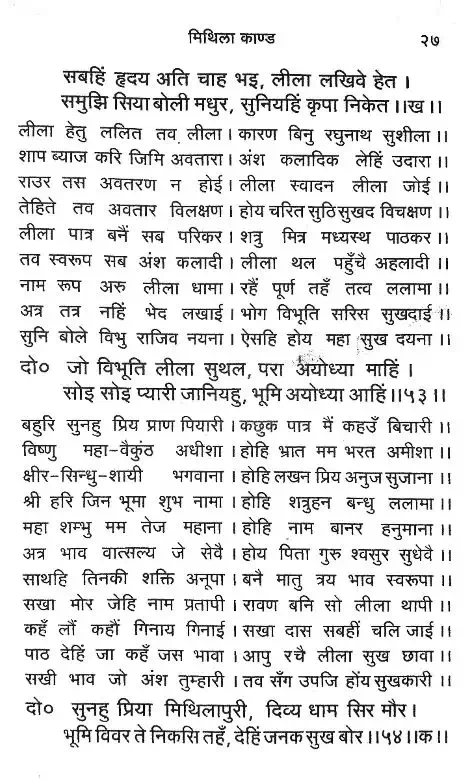 मिथिला काण्ड २७
सबहिं हृदय अति चाह भइ, लीला लखिवे हेत ।
समुझि सिया बोली मधुर, सुनियहिं कृपा निकेत ।।ख।।
लीला हेतु ललित तव लीला । कारण बिनु रघुनाथ सुशीला ।।
शाप ब्याज करि जिमि अवतारा । अंश कलादिक लेहिं उदारा ।।
राउर तस अवतरण न होई । लीला स्वादन लीला जोई ।।
तेहिते तव अवतार विलक्षण । होय चरित सुठि सुखद विचक्षण ।।
लीला पात्र बनैं सब परिकर । शत्रु मित्र मध्यस्थ पाठकर ।।
तव स्वरूप सब अंश कलादी । लीला थल पहुँचै अहलादी ।।
नाम रूप अरु लीला धामा । रहैं पूर्ण तहँ तत्व ललामा ।।
अत्र तत्र नहिं भेद लखाई । भोग विभूति सरिस सुखदाई ।।
सुनि बोले विभु राजिव नयना । ऐसहि होय महा सुख दयना ।।
दो० जो विभूति लीला सुथल, परा अयोध्या माहिं ।
सोइ सोइ प्यारी जानियहु, भूमि अयोध्या आहिं ।।५३।।
बहुरि सुनहु प्रिय प्राण पियारी । कछुक पात्र मैं कहउँ बिचारी ।।
विष्णु महा-वैकुंठ अधीशा । होहि भ्रात मम भरत अमीशा ।।
क्षीर-सिन्धु-शायी भगवाना । होहि लखन प्रिय अनुज सुजाना ।।
श्री हरि जिन भूमा शुभ नामा । होहि शत्रुहन बन्धु ललामा ।।
महा शम्भु मम तेज महाना । होहि नाम बानर हनुमाना ।।
अत्र भाव वात्सल्य जे सेवै । होय पिता गुरु श्वसुर सुधेवै ।।
साथहि तिनकी शक्ति अनूपा । बनै मातु त्रय भाव स्वरूपा ।।
सखा मोर जेहि नाम प्रतापी । रावण बनि सो लीला थापी ।।
कहँ लौं कहौं गिनाय गिनाई । सखा दास सबहीं चलि जाई ।।
पाठ देहिं जा कहँ जस भावा । आपु रचै लीला सुख छावा ।।
सखी भाव जो अंश तुम्हारी । तव सँग उपजि होंय सुखकारी ।।
दो० सुनहु प्रिया मिथिलापुरी, दिव्य धाम सिर मौर ।
भूमि विवर ते निकसि तहँ, देहिं जनक सुख बोर ।।५४।।क।।